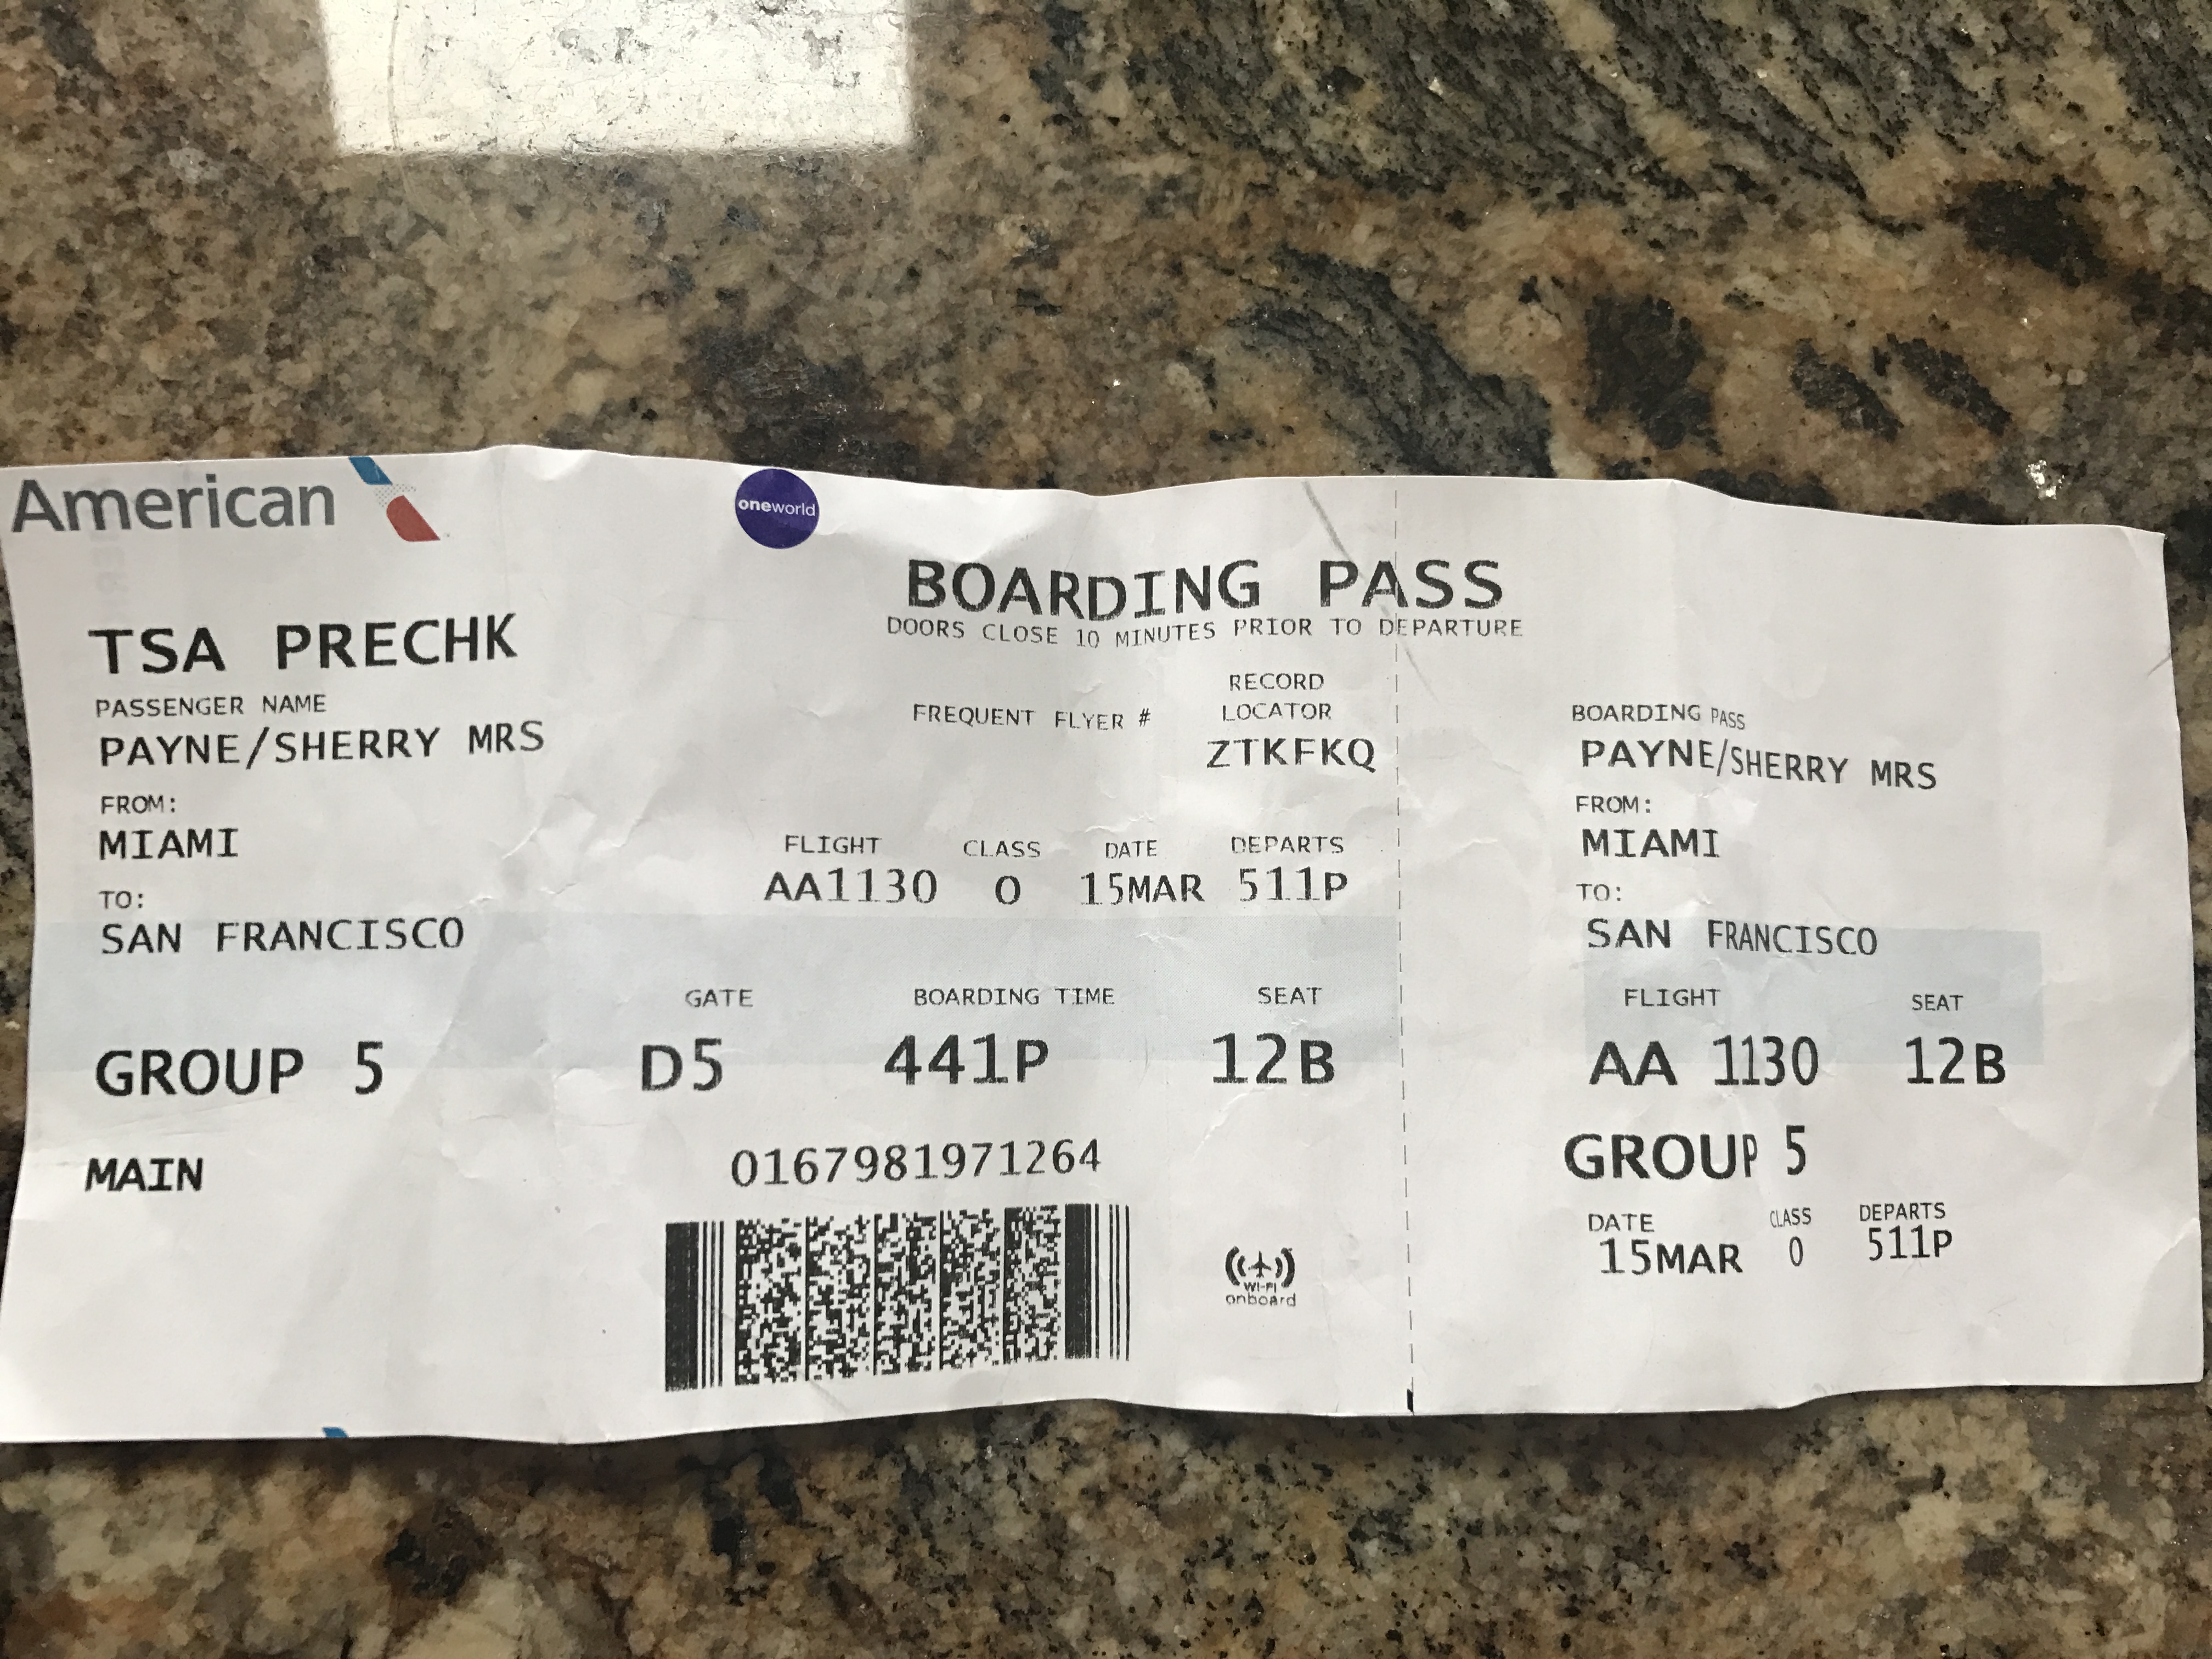 American
oneworld
BOARDING PASS
DOORS CLOSE 10 MINUTES PRIOR TO DEPARTURE
TSA PRECHK
PASSENGER NAME
PAYNE/SHERRY MRS
FREQUENT FLYER #
RECORD
LOCATOR
ZTKFKQ
FROM:
MIAMI
TO:
SAN FRANCISCO
FLIGHT CLASS DATE DEPARTS
AA1130 O 15MAR 511P
GATE BOARDING TIME SEAT
GROUP 5 D5 441P 12B
MAIN
0167981971264
WI-FI
onboard
BOARDING PASS
PAYNE/SHERRY MRS
FROM:
MIAMI
TO:
SAN FRANCISCO
FLIGHT SEAT
AA 1130 12B
GROUP 5
DATE CLASS DEPARTS
15MAR O 511P